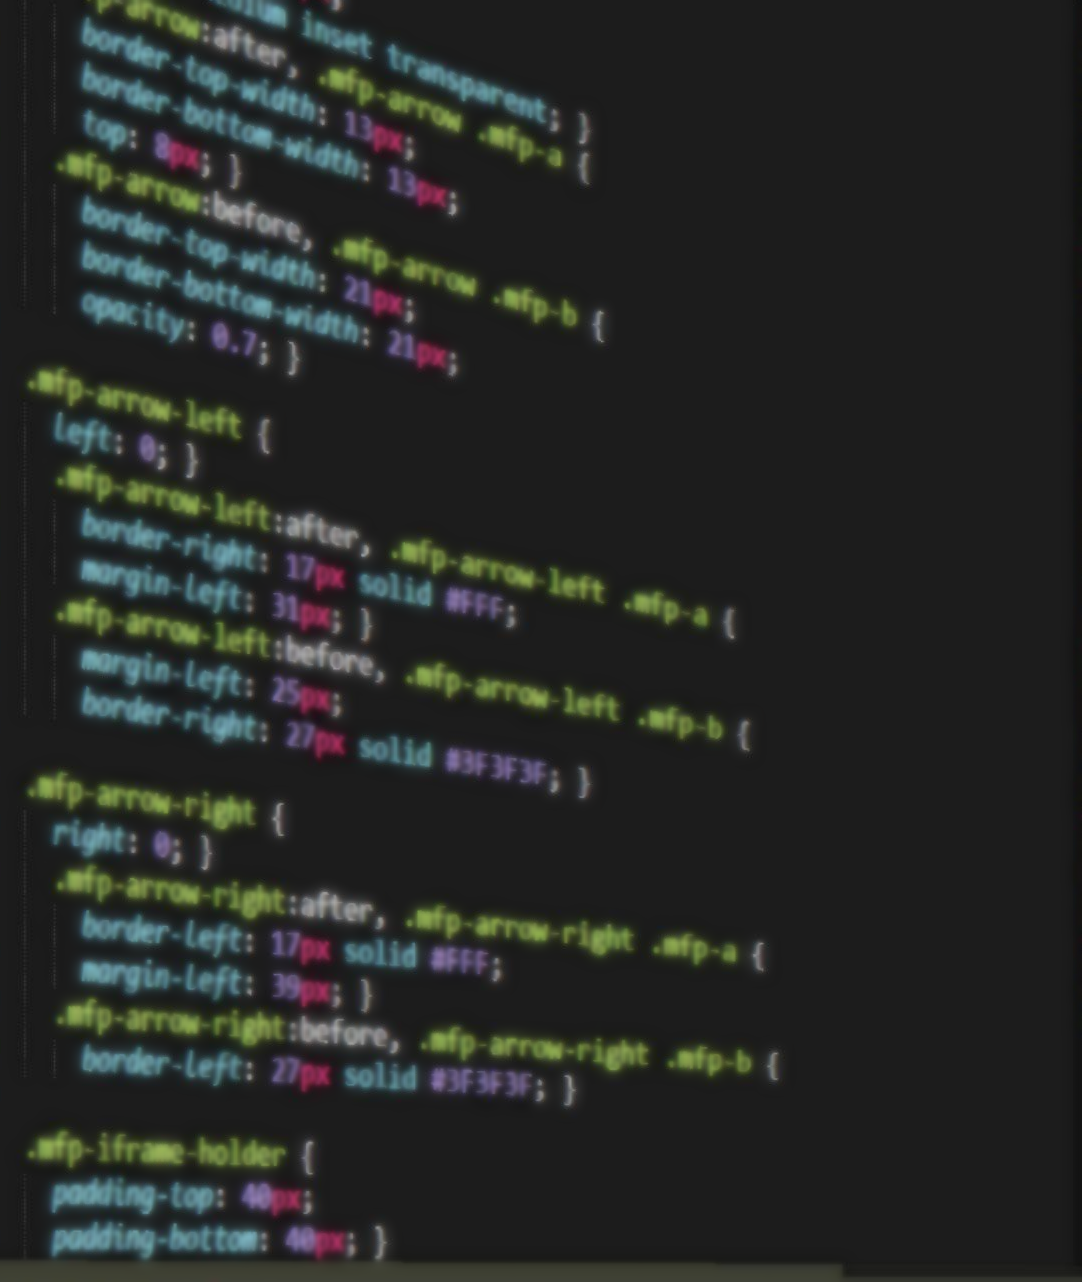 inset transparent; }
.mfp-arrow:after, .mfp-arrow .mfp-a {
border-top-width: 13px;
border-bottom-width: 13px;
top: 8px; }
.mfp-arrow:before, .mfp-arrow .mfp-b {
border-top-width: 21px;
border-bottom-width: 21px;
opacity: 0.7; }
.mfp-arrow-left {
left: 0; }
.mfp-arrow-left:after, .mfp-arrow-left .mfp-a {
border-right: 17px solid #FFF;
margin-left: 31px; }
.mfp-arrow-left:before, .mfp-arrow-left .mfp-b {
margin-left: 25px;
border-right: 27px solid #3F3F3F; }
.mfp-arrow-right {
right: 0; }
.mfp-arrow-right:after, .mfp-arrow-right .mfp-a {
border-left: 17px solid #FFF;
margin-left: 39px; }
.mfp-arrow-right:before, .mfp-arrow-right .mfp-b {
border-left: 27px solid #3F3F3F; }
.mfp-iframe-holder {
padding-top: 40px;
padding-bottom: 40px; }